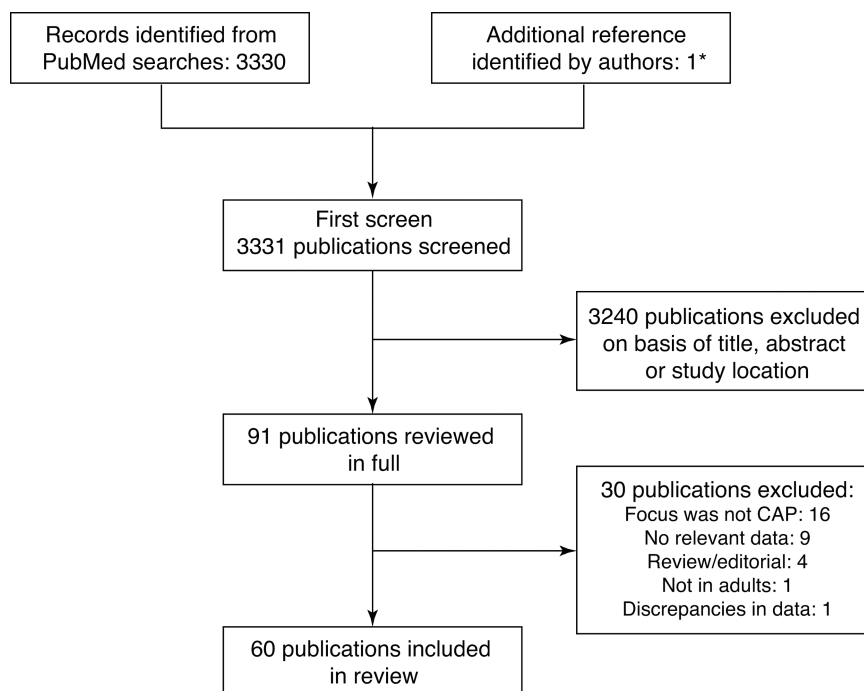 Records identified from
PubMed searches: 3330
Additional reference
identified by authors: 1*
First screen
3331 publications screened
3240 publications excluded
on basis of title, abstract
or study location
91 publications reviewed
in full
30 publications excluded:
Focus was not CAP: 16
No relevant data: 9
Review/editorial: 4
Not in adults: 1
Discrepancies in data: 1
60 publications included
in review